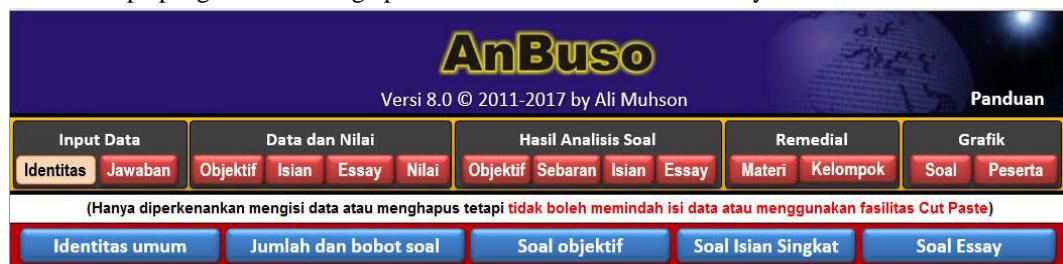 AnBuso
Versi 8.0 © 2011-2017 by Ali Muhson
Panduan
Input Data Data dan Nilai Hasil Analisis Soal Remedial Grafik
Identitas Jawaban Objektif Isian Essay Nilai Objektif Sebaran Isian Essay Materi Kelompok Soal Peserta
(Hanya diperkenankan mengisi data atau menghapus tetapi tidak boleh memindah isi data atau menggunakan fasilitas Cut Paste)
Identitas umum Jumlah dan bobot soal Soal objektif Soal Isian Singkat Soal Essay